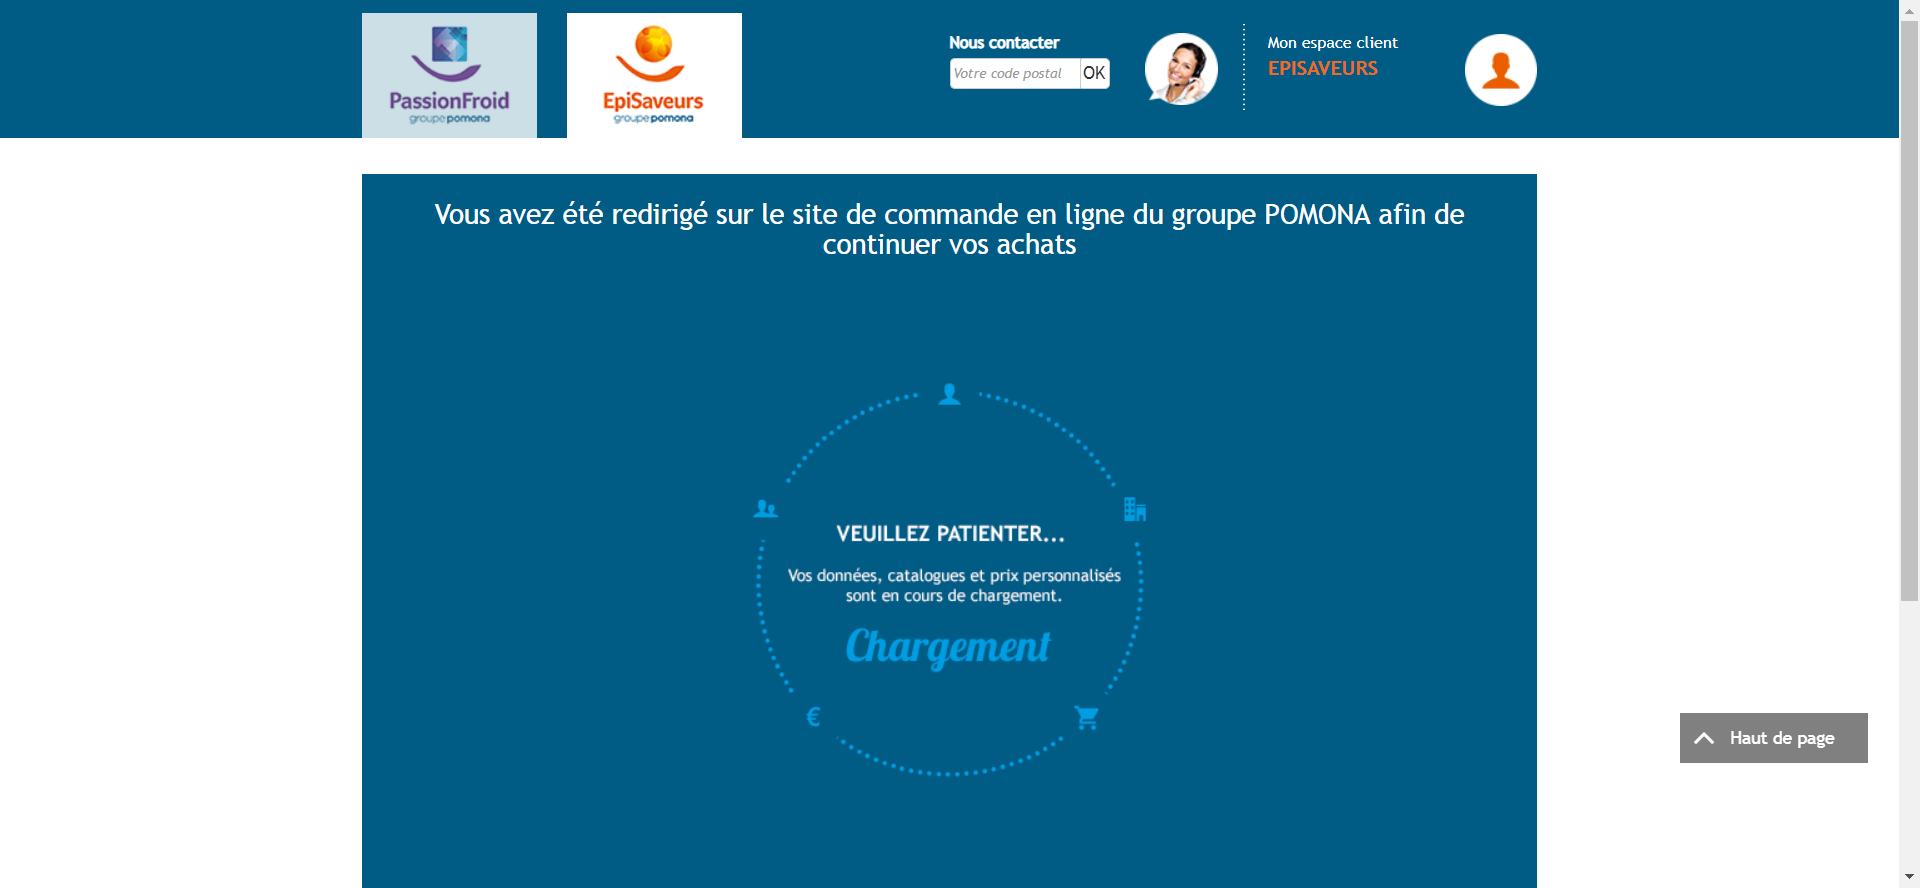 PassionFroid
groupe pomona
EpiSaveurs
groupe pomona
Nous contacter
Votre code postal
OK
Mon espace client
EPISAVEURS
Vous avez été redirigé sur le site de commande en ligne du groupe POMONA afin de
continuer vos achats
VEUILLEZ PATIENTER...
Vos données, catalogues et prix personnalisés
sont en cours de chargement.
Chargement
€
Haut de page